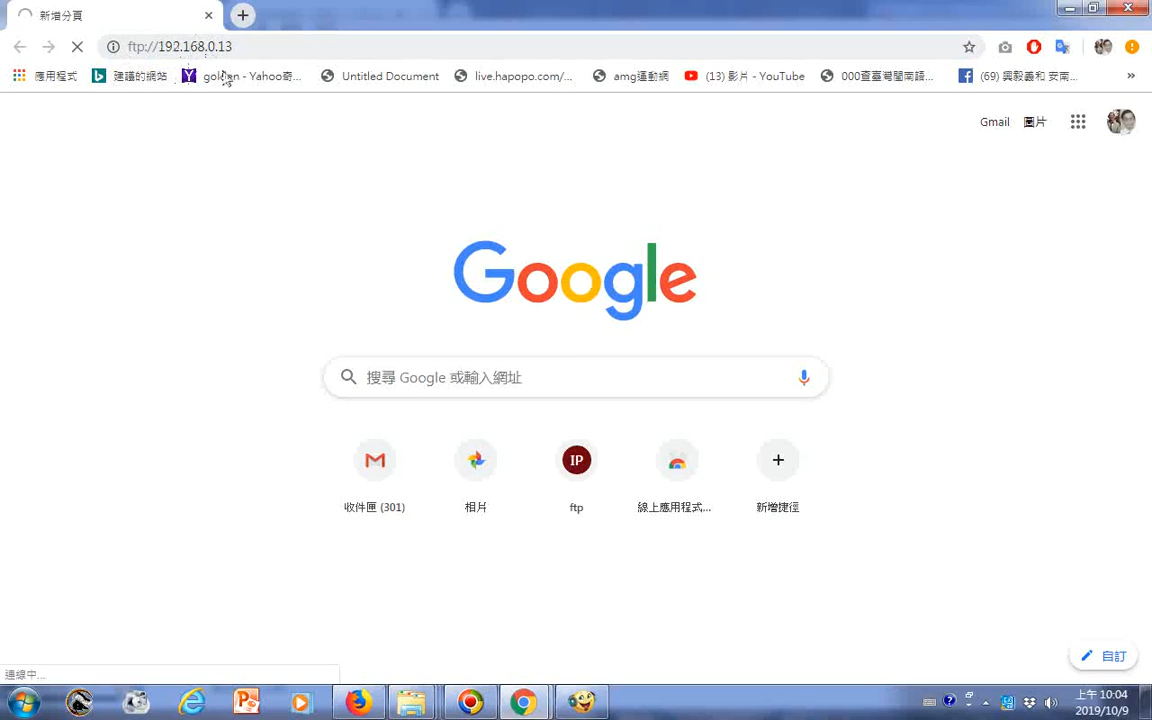 新增分頁
ftp://192.168.0.13
應用程式
建議的網站
golden - Yahoo奇...
Untitled Document
live.hapopo.com/...
amg運動網
(13) 影片 - YouTube
000查臺灣閩南語...
(69) 興毅義和 安南...
»
Gmail
圖片
Google
搜尋 Google 或輸入網址
IP
收件匣 (301)
相片
ftp
線上應用程式...
新增捷徑
自訂
連線中...
上午 10:04
2019/10/9